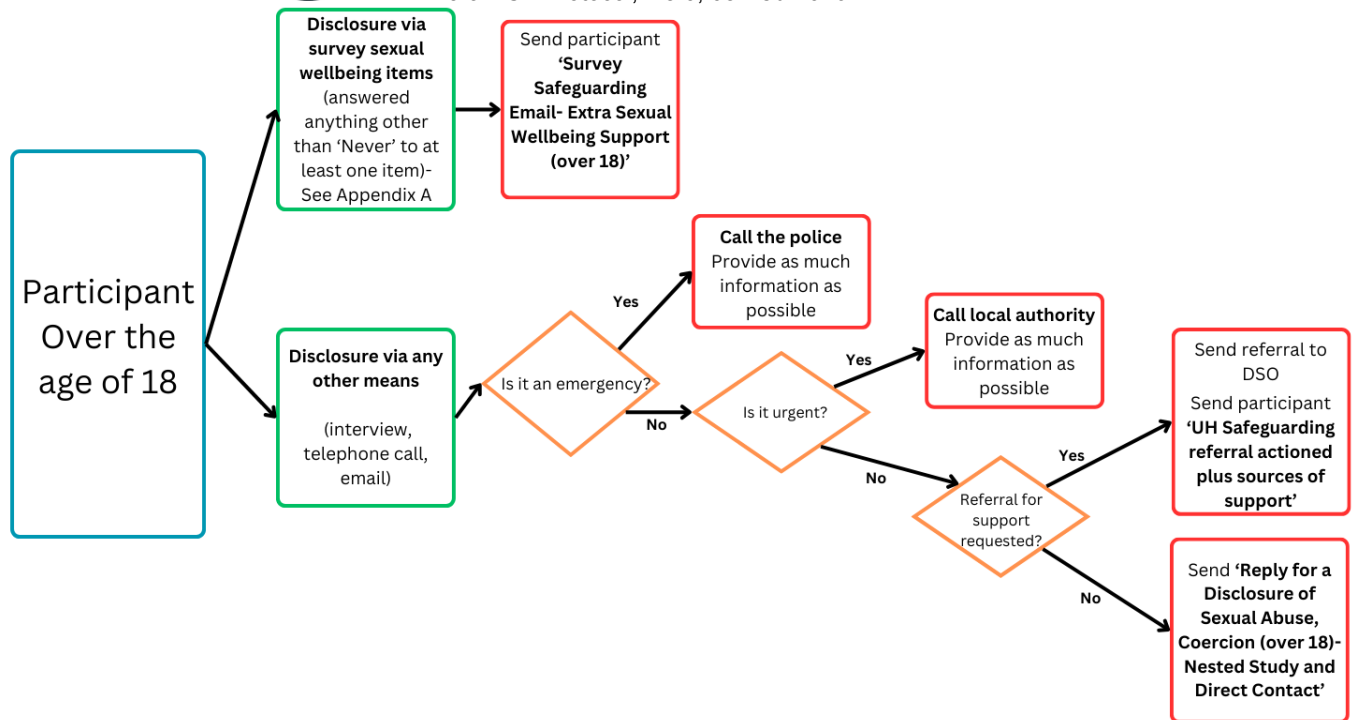 Disclosure via
survey sexual
wellbeing items
(answered
anything other
than ‘Never’ to at
least one item)-
See Appendix A
Send participant
‘Survey
Safeguarding
Email- Extra Sexual
Wellbeing Support
(over 18)’
Participant
Over the
age of 18
Disclosure via any
other means
(interview,
telephone call,
email)
Is it an emergency?
Yes
Call the police
Provide as much
information as
possible
No
Is it urgent?
Yes
Call local authority
Provide as much
information as
possible
No
Referral for
support
requested?
Yes
Send referral to
DSO
Send participant
‘UH Safeguarding
referral actioned
plus sources of
support’
No
Send ‘Reply for a
Disclosure of
Sexual Abuse,
Coercion (over 18)-
Nested Study and
Direct Contact’